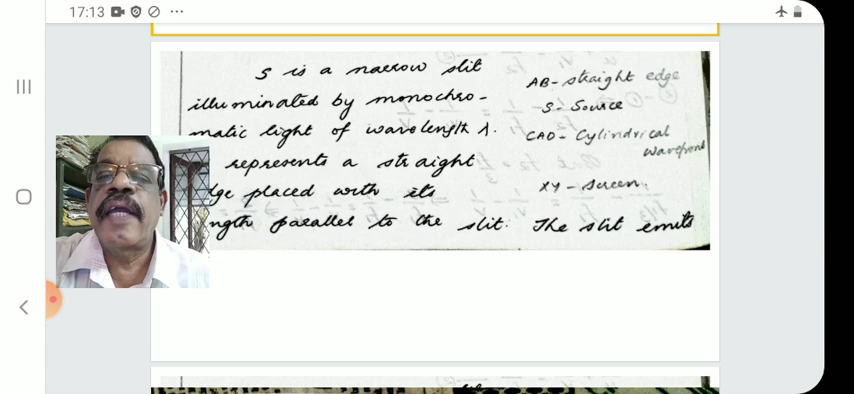 17:13
S is a narrow slit
illuminated by monochro-
matic light of wavelength λ.
represents a straight
ge placed with its
ngth parallel to the slit. The slit emits
AB - straight edge
S - Source
CAD - Cylindrical
wavefront
XY - Screen